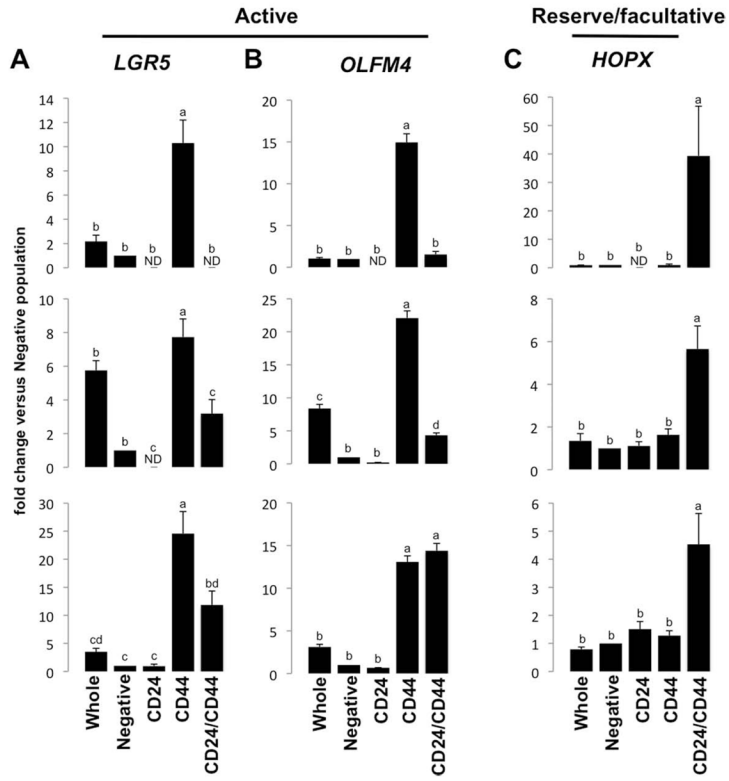 Active
Reserve/facultative
A LGR5
B OLFM4
C HOPX
fold change versus Negative population
14
12
10
8
6
4
2
0
b b b a b
ND ND
20
15
10
5
0
b b b a b
ND
60
50
40
30
20
10
0
b b b b a
ND
10
8
6
4
2
0
b b c a c
ND
25
20
15
10
5
0
c b b a d
8
6
4
2
0
b b b b a
30
25
20
15
10
5
0
cd c c a bd
20
15
10
5
0
b b b a a
6
5
4
3
2
1
0
b b b b a
Whole
Negative
CD24
CD44
CD24/CD44
Whole
Negative
CD24
CD44
CD24/CD44
Whole
Negative
CD24
CD44
CD24/CD44